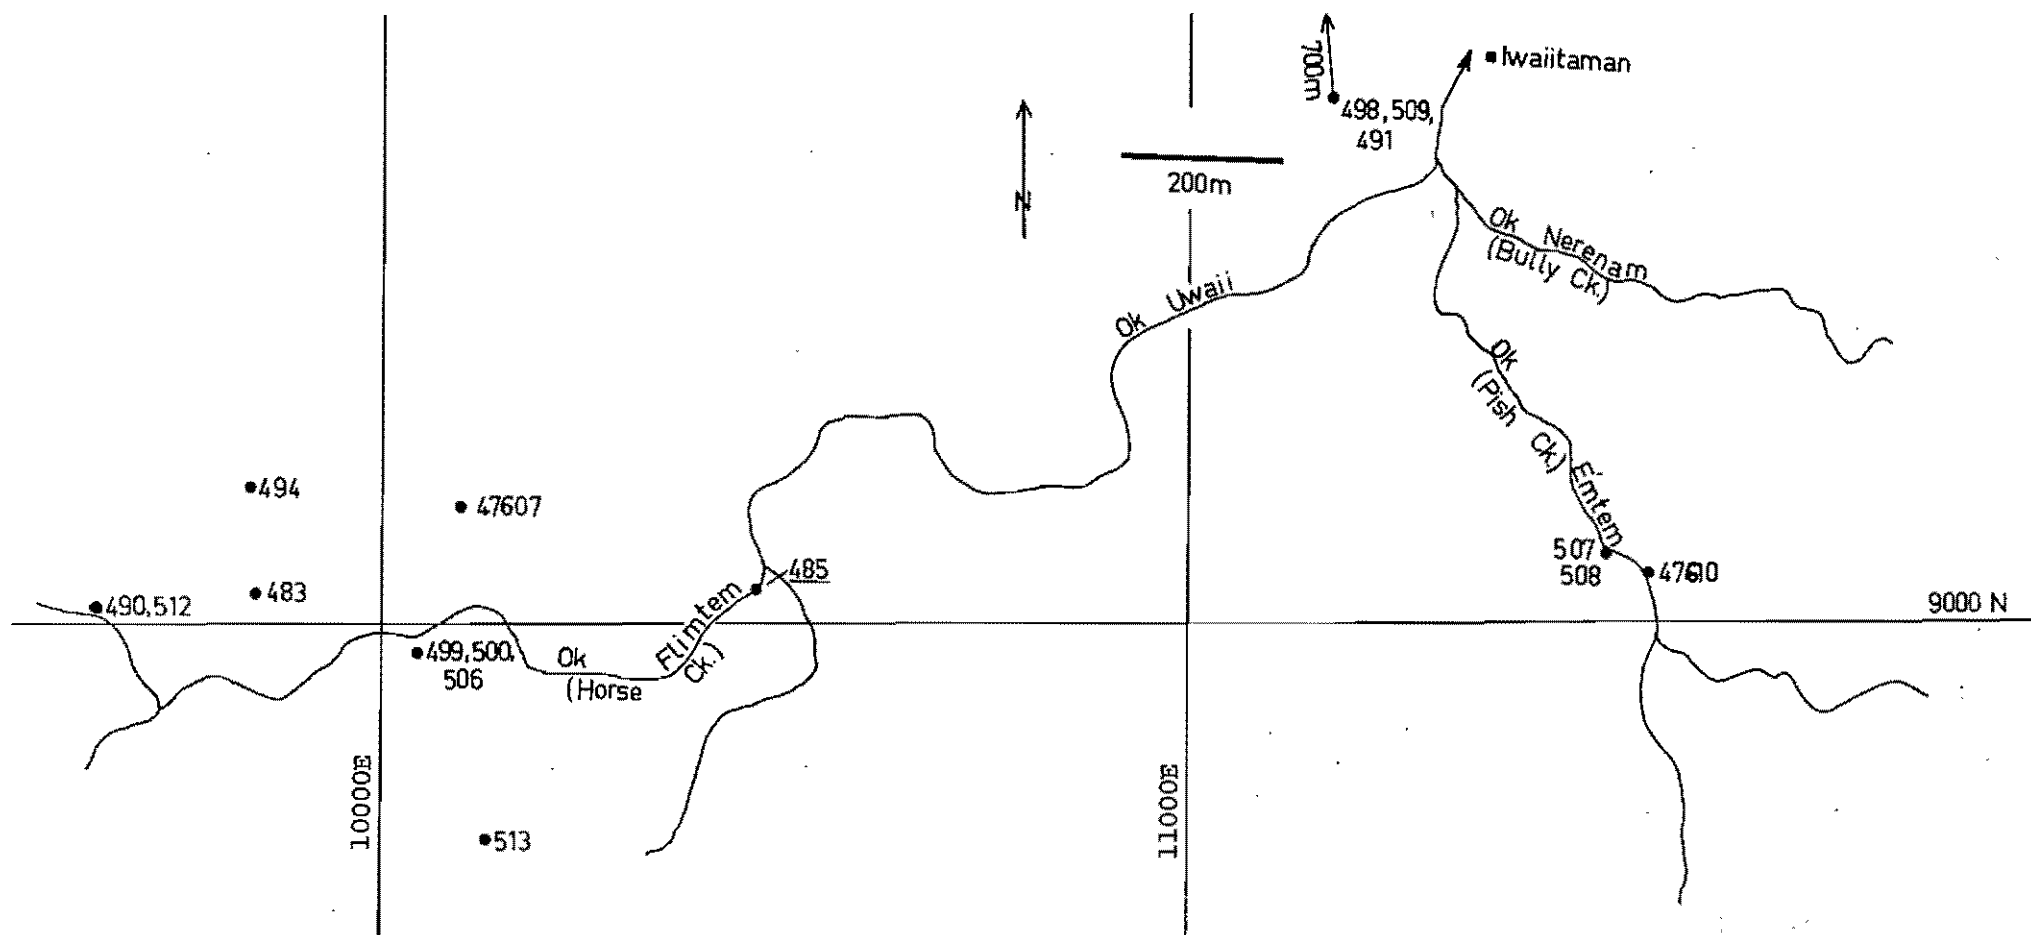 700m
Iwaiitaman
498,509,
491
N
200m
Ok Nerenam
(Bully Ck.)
Ok Uwaii
Ok Emtem
(Pish Ck.)
494
47607
507
508
485
483
490,512
9000 N
499,500,
506
Ok Flimtem
(Horse Ck.)
10000E
11000E
513